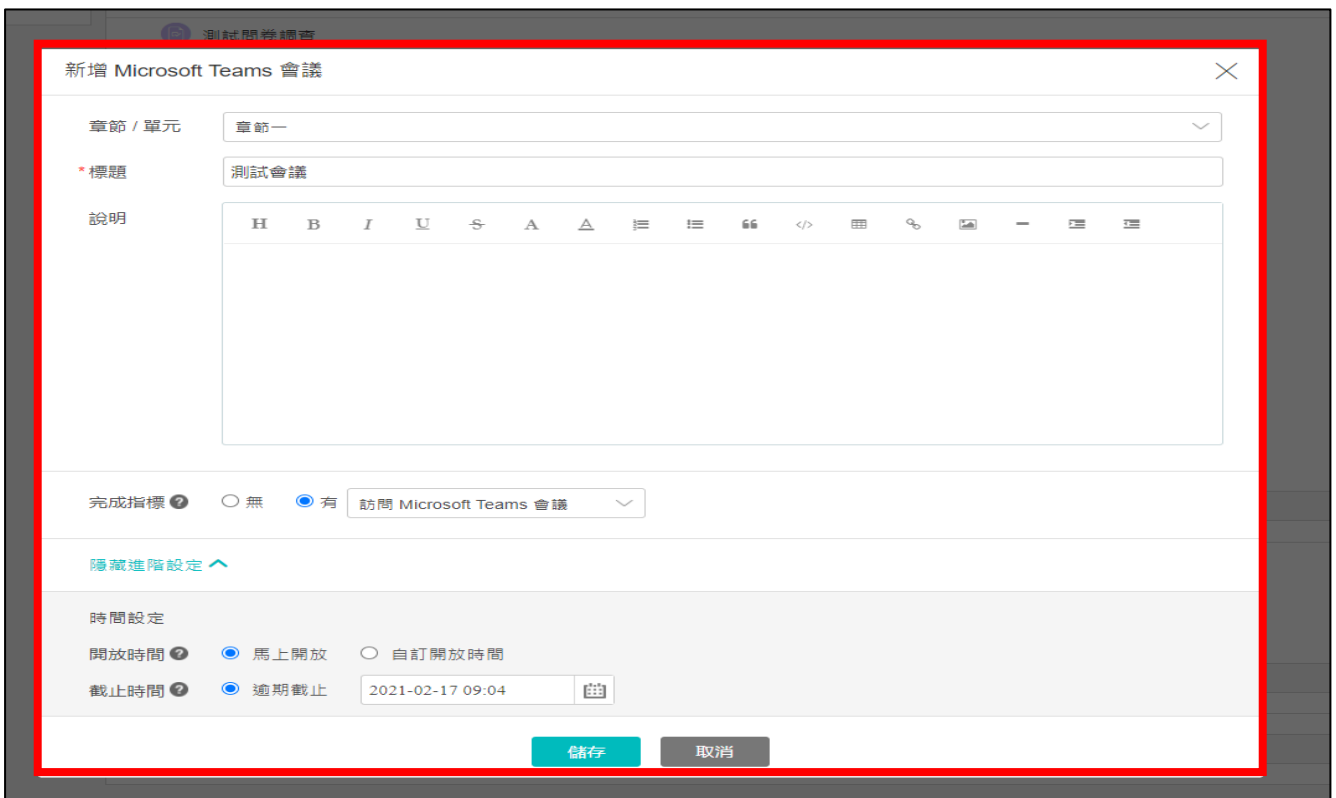 測試問卷調查
新增 Microsoft Teams 會議
章節 / 單元 章節一
*標題 測試會議
說明 H B I U S A A
完成指標 無 有 訪問 Microsoft Teams 會議
隱藏進階設定
時間設定
開放時間 馬上開放 自訂開放時間
截止時間 逾期截止 2021-02-17 09:04
儲存 取消